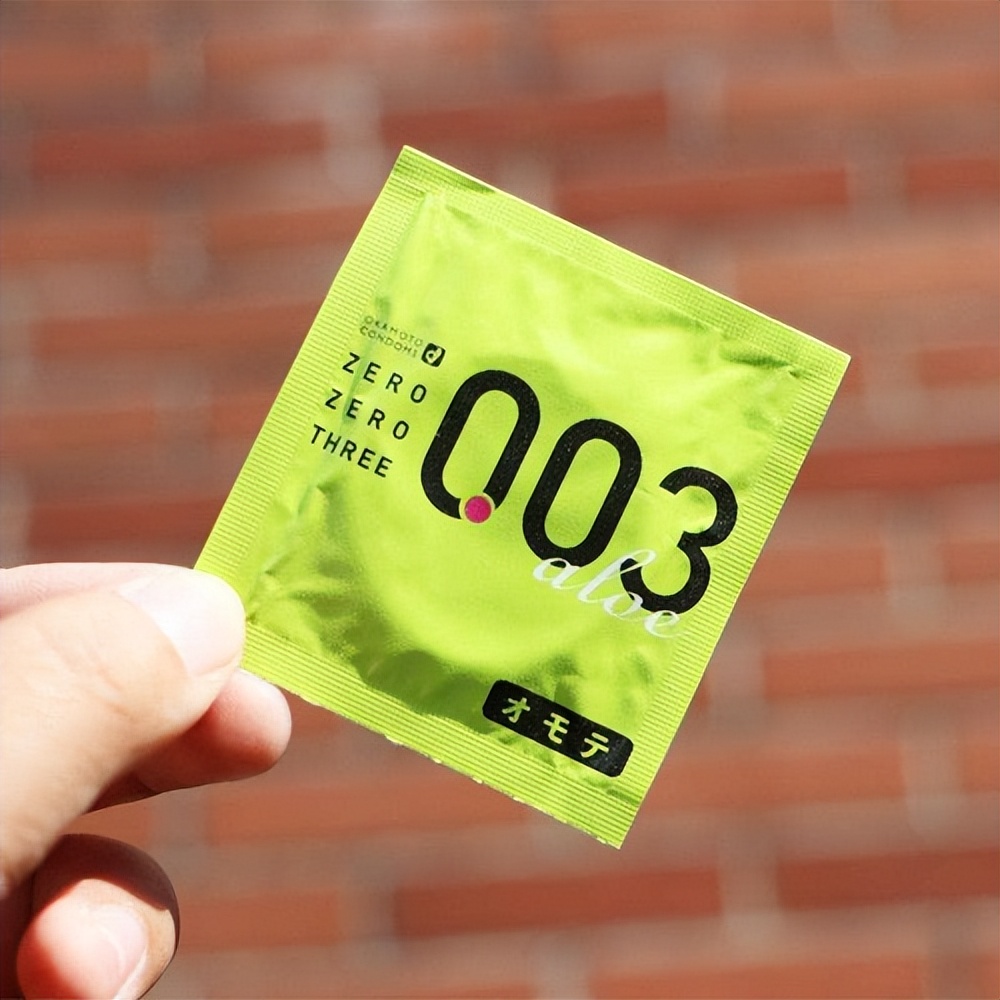 OKAMOTO
CONDOMS
ZERO
ZERO
THREE
0.03
aloe
オモテ